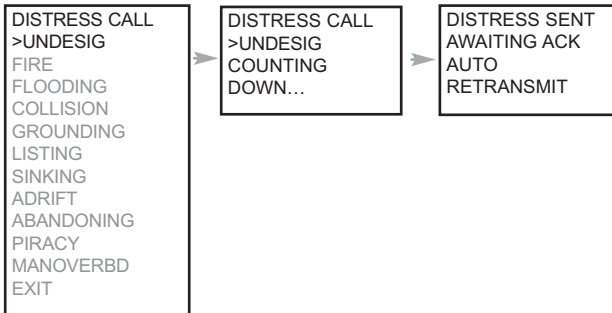 DISTRESS CALL
>UNDESIG
FIRE
FLOODING
COLLISION
GROUNDING
LISTING
SINKING
ADRIFT
ABANDONING
PIRACY
MANOVERBD
EXIT
DISTRESS CALL
>UNDESIG
COUNTING
DOWN…
DISTRESS SENT
AWAITING ACK
AUTO
RETRANSMIT